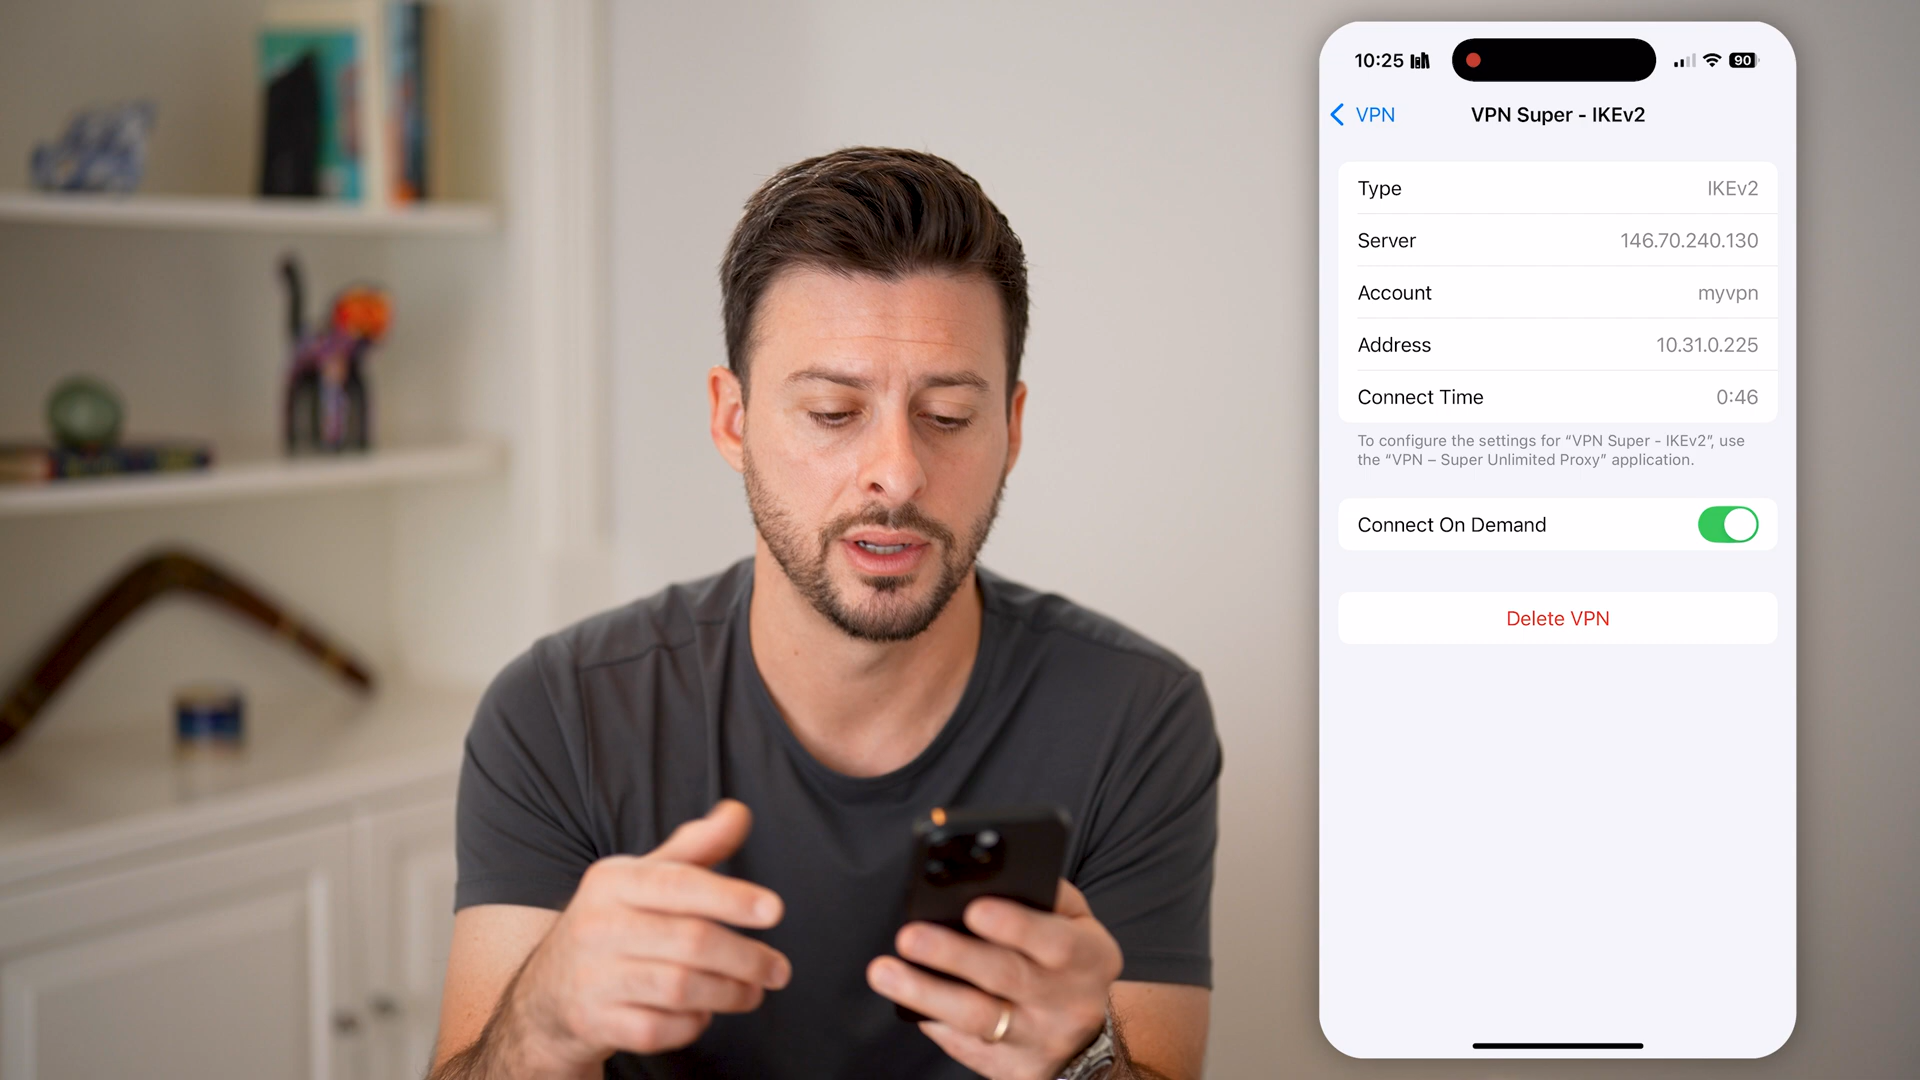 10:25
90
VPN
VPN Super - IKEv2
Type IKEv2
Server 146.70.240.130
Account myvpn
Address 10.31.0.225
Connect Time 0:46
To configure the settings for “VPN Super - IKEv2”, use
the “VPN – Super Unlimited Proxy” application.
Connect On Demand
Delete VPN